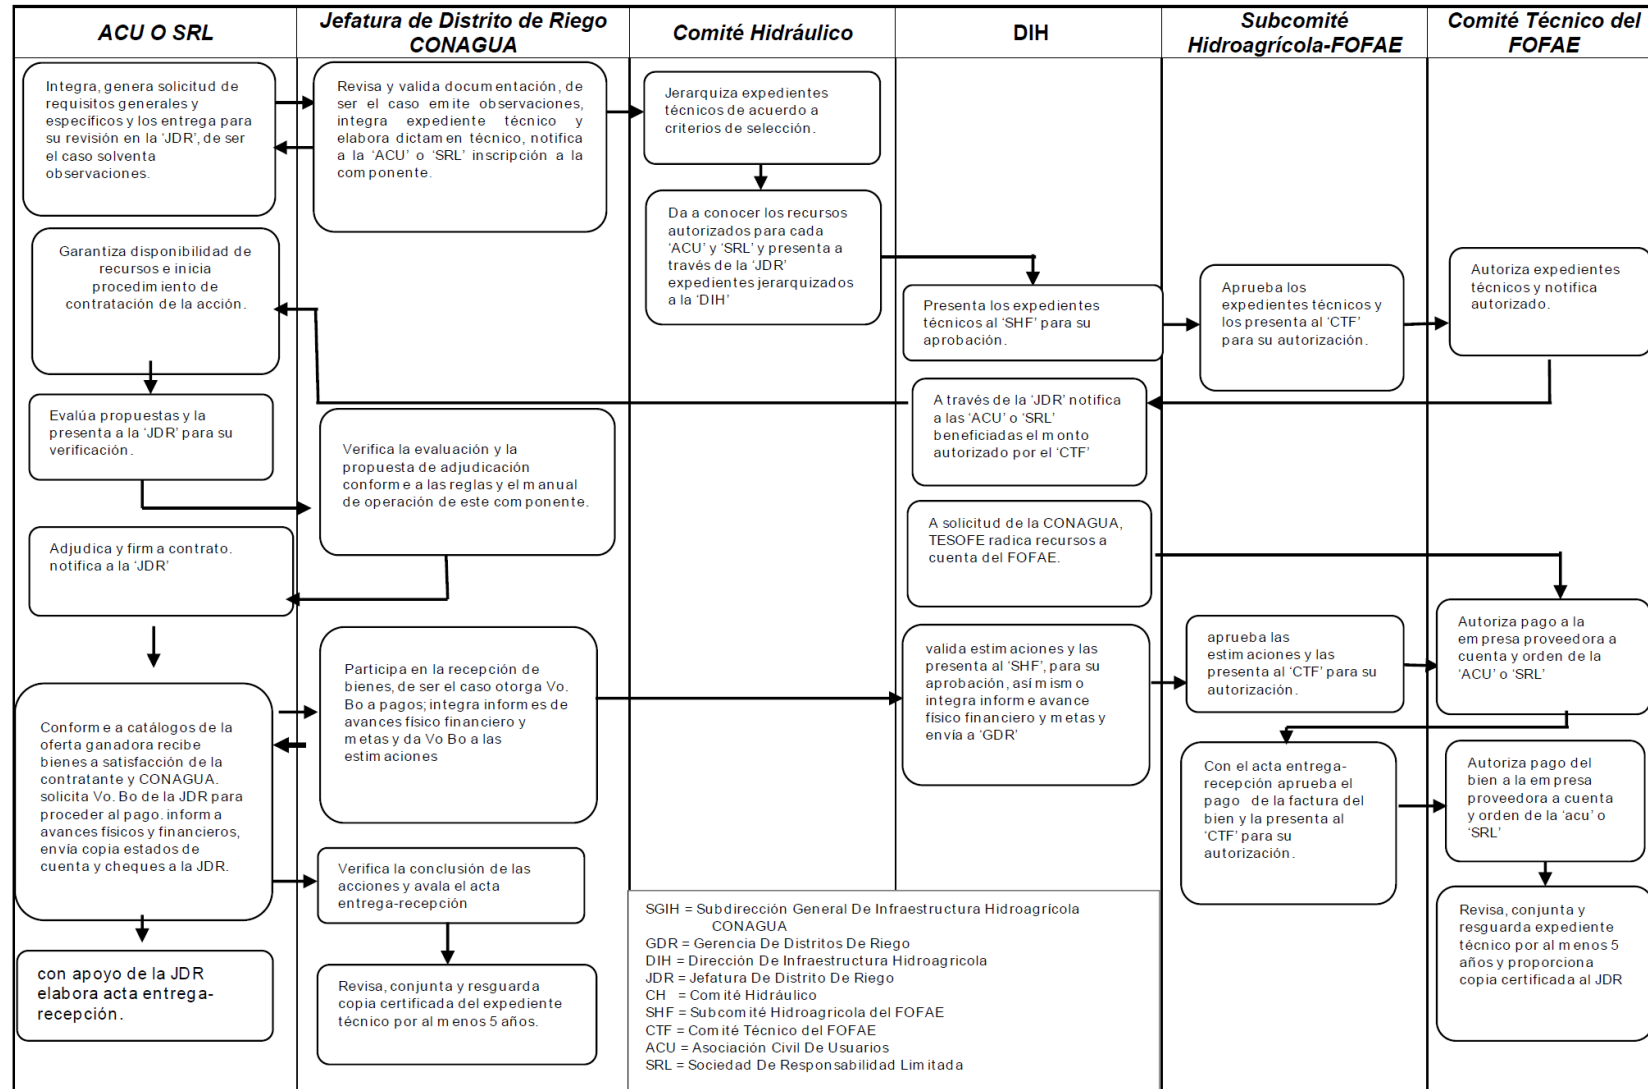 ACU O SRL
Jefatura de Distrito de Riego
CONAGUA
Comité Hidráulico
DIH
Subcomité
Hidroagrícola-FOFAE
Comité Técnico del
FOFAE
Integra, genera solicitud de
requisitos generales y
específicos y los entrega para
su revisión en la 'JDR', de ser
el caso solventa
observaciones.
Revisa y valida documentación, de
ser el caso emite observaciones,
integra expediente técnico y
elabora dictamen técnico, notifica
a la 'ACU' o 'SRL' inscripción a la
componente.
Jerarquiza expedientes
técnicos de acuerdo a
criterios de selección.
Da a conocer los recursos
autorizados para cada
'ACU' y 'SRL' y presenta a
través de la 'JDR'
expedientes jerarquizados
a la 'DIH'
Garantiza disponibilidad de
recursos e inicia
procedimiento de
contratación de la acción.
Presenta los expedientes
técnicos al 'SHF' para su
aprobación.
Aprueba los
expedientes técnicos y
los presenta al 'CTF'
para su autorización.
Autoriza expedientes
técnicos y notifica
autorizado.
A través de la 'JDR' notifica
a las 'ACU' o 'SRL'
beneficiadas el monto
autorizado por el 'CTF'
Evalúa propuestas y la
presenta a la 'JDR' para su
verificación.
Verifica la evaluación y la
propuesta de adjudicación
conforme a las reglas y el manual
de operación de este componente.
A solicitud de la CONAGUA,
TESOFE radica recursos a
cuenta del FOFAE.
Adjudica y firma contrato.
notifica a la 'JDR'
Participa en la recepción de
bienes, de ser el caso otorga Vo.
Bo a pagos; integra informes de
avances físico financiero y
metas y da Vo Bo a las
estimaciones
valida estimaciones y las
presenta al 'SHF', para su
aprobación, así mismo
integra informe avance
físico financiero y metas y
envía a 'GDR'
aprueba las
estimaciones y las
presenta al 'CTF' para su
autorización.
Autoriza pago a la
empresa proveedora a
cuenta y orden de la
'ACU' o 'SRL'
Conforme a catálogos de la
oferta ganadora recibe
bienes a satisfacción de la
contratante y CONAGUA.
solicita Vo. Bo de la JDR para
proceder al pago. informa
avances físicos y financieros,
envía copia estados de
cuenta y cheques a la JDR.
Con el acta entrega-
recepción aprueba el
pago de la factura del
bien y la presenta al
'CTF' para su
autorización.
Autoriza pago del
bien a la empresa
proveedora a cuenta
y orden de la 'acu' o
'SRL'
Verifica la conclusión de las
acciones y avala el acta
entrega-recepción
con apoyo de la JDR
elabora acta entrega-
recepción.
Revisa, conjunta y resguarda
copia certificada del expediente
técnico por al menos 5 años.
Revisa, conjunta y
resguarda expediente
técnico por al menos 5
años y proporciona
copia certificada al JDR
SGIH = Subdirección General De Infraestructura Hidroagrícola
CONAGUA
GDR = Gerencia De Distritos De Riego
DIH = Dirección De Infraestructura Hidroagricola
JDR = Jefatura De Distrito De Riego
CH = Comité Hidráulico
SHF = Subcomité Hidroagricola del FOFAE
CTF = Comité Técnico del FOFAE
ACU = Asociación Civil De Usuarios
SRL = Sociedad De Responsabilidad Limitada